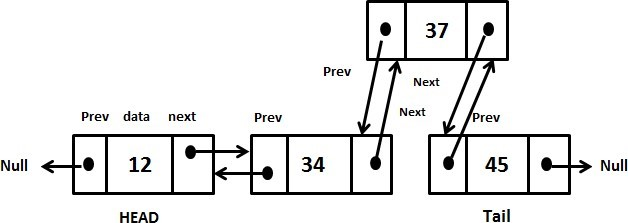 37
Prev
Next
Prev data next
Prev
Next
Prev
Null
12
34
45
Null
HEAD
Tail